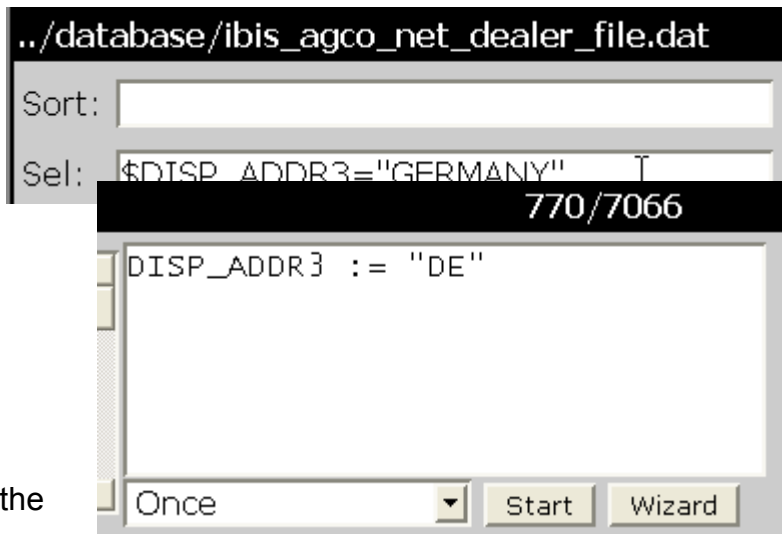 ../database/ibis_agco_net_dealer_file.dat
Sort:
Sel: $DISP_ADDR3="GERMANY"
770/7066
DISP_ADDR3 := "DE"
the
Once Start Wizard